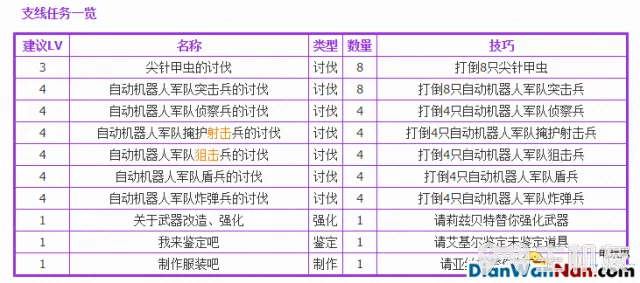 支线任务一览
建议LV 名称 类型 数量 技巧
3 尖针甲虫的讨伐 讨伐 8 打倒8只尖针甲虫
4 自动机器人军队突击兵的讨伐 讨伐 8 打倒8只自动机器人军队突击兵
4 自动机器人军队侦察兵的讨伐 讨伐 4 打倒4只自动机器人军队侦察兵
4 自动机器人军队掩护射击兵的讨伐 讨伐 4 打倒4只自动机器人军队掩护射击兵
4 自动机器人军队狙击兵的讨伐 讨伐 4 打倒4只自动机器人军队狙击兵
4 自动机器人军队盾兵的讨伐 讨伐 4 打倒4只自动机器人军队盾兵
4 自动机器人军队炸弹兵的讨伐 讨伐 4 打倒4只自动机器人军队炸弹兵
1 关于武器改造、强化 强化 1 请莉兹贝特替你强化武器
1 我来鉴定吧 鉴定 1 请艾基尔鉴定未鉴定道具
1 制作服装吧 制作 1 请亚
DianWanNan.com